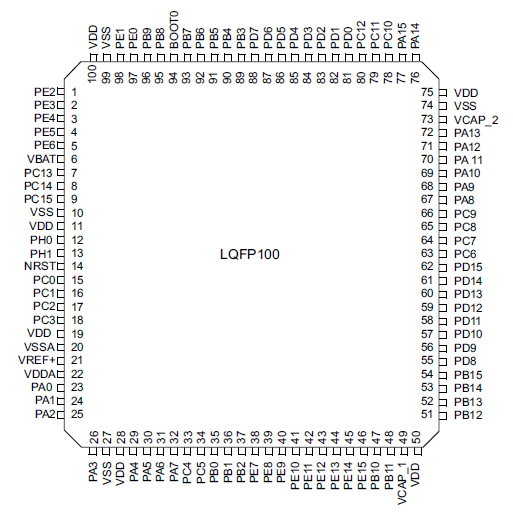 VDD VSS PE1 PE0 PB9 PB8 BOOT0 PB7 PB6 PB5 PB4 PB3 PD7 PD6 PD5 PD4 PD3 PD2 PD1 PD0 PC12 PC11 PC10 PA15 PA14
100 99 98 97 96 95 94 93 92 91 90 89 88 87 86 85 84 83 82 81 80 79 78 77 76
PE2 1 75 VDD
PE3 2 74 VSS
PE4 3 73 VCAP_2
PE5 4 72 PA13
PE6 5 71 PA12
VBAT 6 70 PA11
PC13 7 69 PA10
PC14 8 68 PA9
PC15 9 67 PA8
VSS 10 66 PC9
VDD 11 65 PC8
PH0 12 64 PC7
PH1 13 63 PC6
NRST 14 62 PD15
PC0 15 61 PD14
PC1 16 60 PD13
PC2 17 59 PD12
PC3 18 58 PD11
VDD 19 57 PD10
VSSA 20 56 PD9
VREF+ 21 55 PD8
VDDA 22 54 PB15
PA0 23 53 PB14
PA1 24 52 PB13
PA2 25 51 PB12
LQFP100
26 27 28 29 30 31 32 33 34 35 36 37 38 39 40 41 42 43 44 45 46 47 48 49 50
PA3 VSS VDD PA4 PA5 PA6 PA7 PC4 PC5 PB0 PB1 PB2 PE7 PE8 PE9 PE10 PE11 PE12 PE13 PE14 PE15 PB10 PB11 VCAP_1 VDD